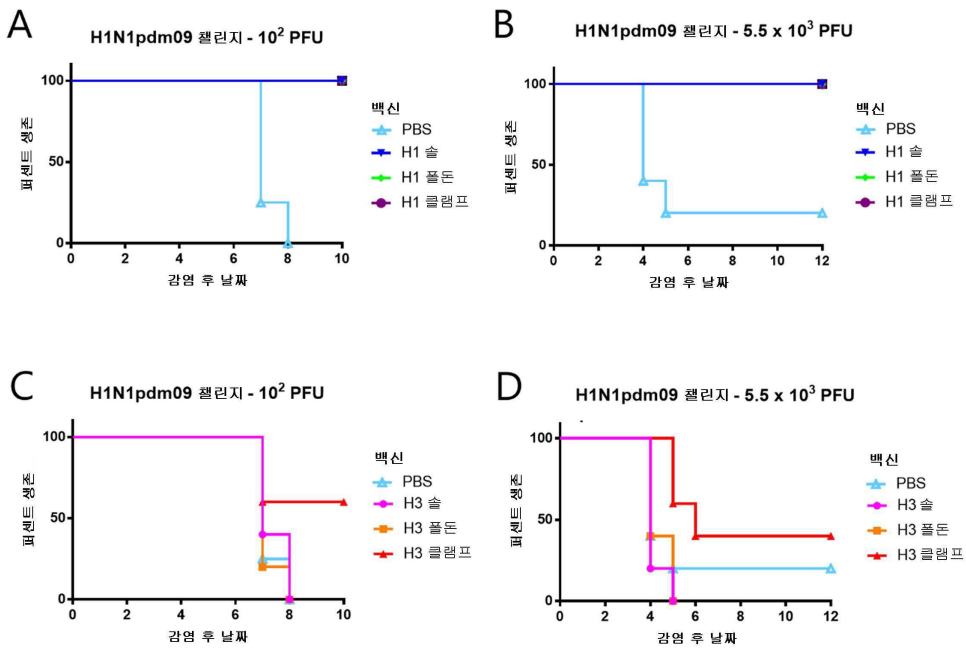 A
H1N1pdm09 챌린지 - 10² PFU
100
50
0
퍼센트 생존
0 2 4 6 8 10
감염 후 날짜
백신
PBS
H1 솔
H1 폴돈
H1 클램프
B
H1N1pdm09 챌린지 - 5.5 x 10³ PFU
100
50
0
퍼센트 생존
0 2 4 6 8 10 12
감염 후 날짜
백신
PBS
H1 솔
H1 폴돈
H1 클램프
C
H1N1pdm09 챌린지 - 10² PFU
100
50
0
퍼센트 생존
0 2 4 6 8 10
감염 후 날짜
백신
PBS
H3 솔
H3 폴돈
H3 클램프
D
H1N1pdm09 챌린지 - 5.5 x 10³ PFU
100
50
0
퍼센트 생존
0 2 4 6 8 10 12
감염 후 날짜
백신
PBS
H3 솔
H3 폴돈
H3 클램프